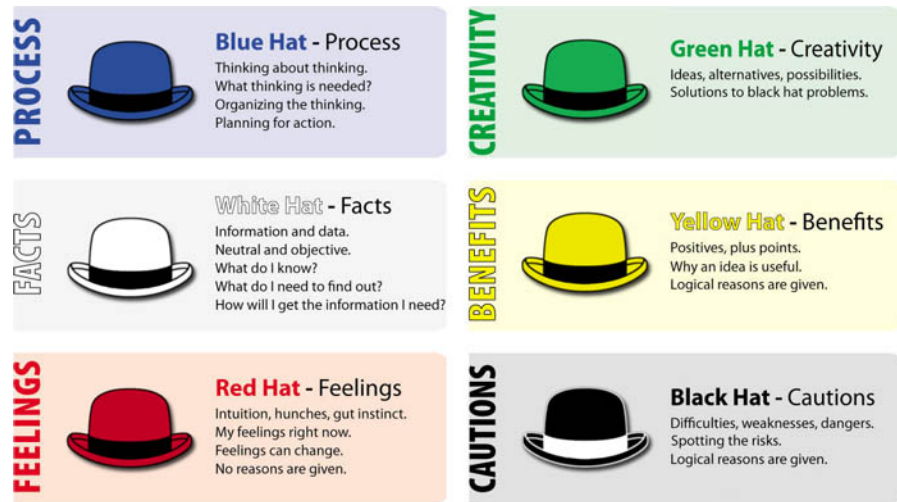 PROCESS
Blue Hat - Process
Thinking about thinking.
What thinking is needed?
Organizing the thinking.
Planning for action.
CREATIVITY
Green Hat - Creativity
Ideas, alternatives, possibilities.
Solutions to black hat problems.
FACTS
White Hat - Facts
Information and data.
Neutral and objective.
What do I know?
What do I need to find out?
How will I get the information I need?
BENEFITS
Yellow Hat - Benefits
Positives, plus points.
Why an idea is useful.
Logical reasons are given.
FEELINGS
Red Hat - Feelings
Intuition, hunches, gut instinct.
My feelings right now.
Feelings can change.
No reasons are given.
CAUTIONS
Black Hat - Cautions
Difficulties, weaknesses, dangers.
Spotting the risks.
Logical reasons are given.